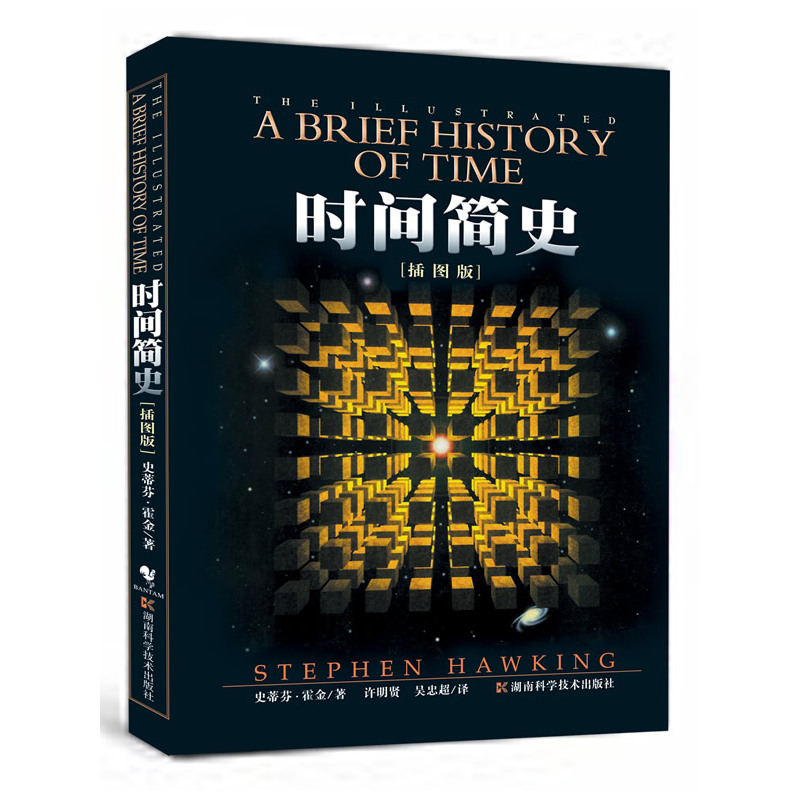 THE ILLUSTRATED
A BRIEF HISTORY
OF TIME
时间简史
[插图版]
STEPHEN HAWKING
史蒂芬·霍金/著 许明贤 吴忠超/译 湖南科学技术出版社
THE ILLUSTRATED
A BRIEF HISTORY OF TIME
时间简史
[插图版]
史蒂芬·霍金/著
BANTAM
湖南科学技术出版社